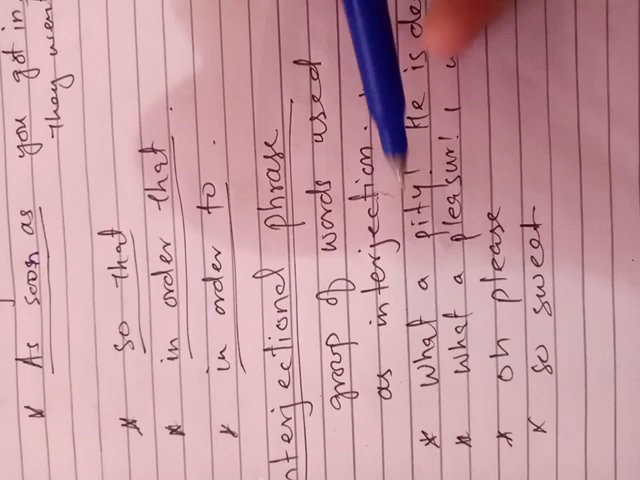 * As soon as you got in
they went
* so that
* in order that.
* in order to.
nterjectional phrase
group of words used
as interjection.
* What a pity! He is de
* What a pleasur! I
* oh please
* so sweet